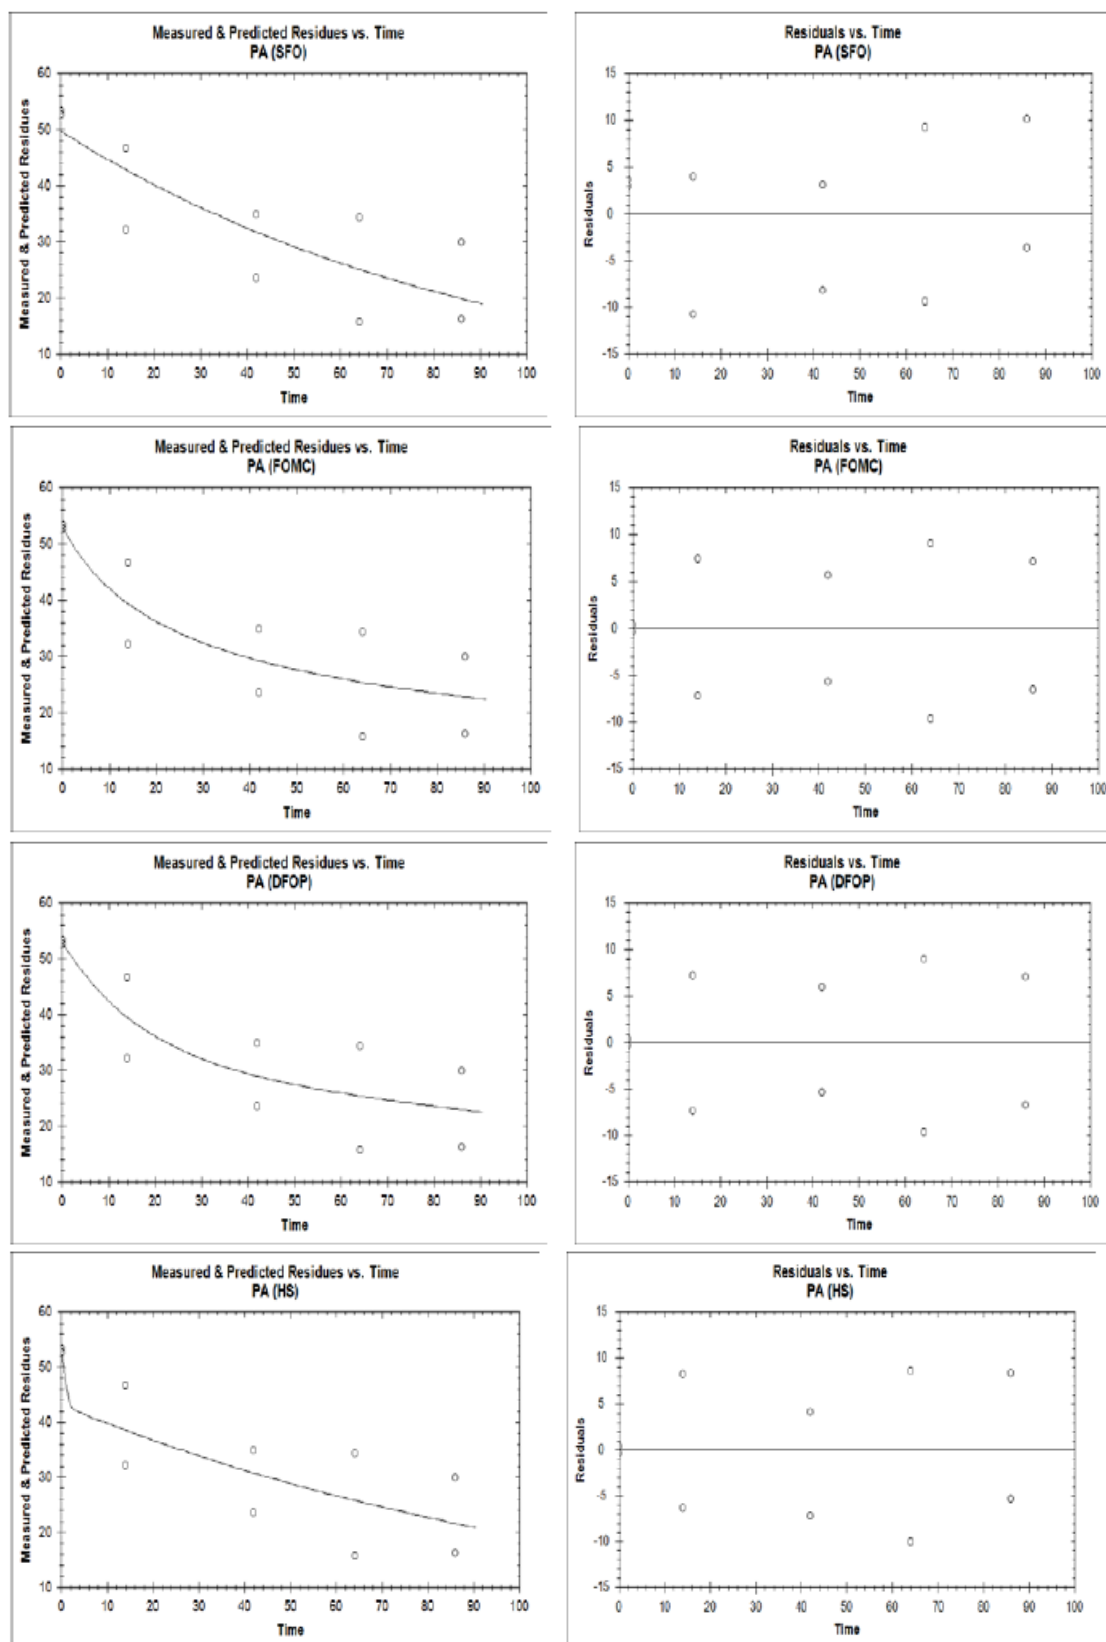 Measured & Predicted Residues vs. Time
PA (SFO)
Measured & Predicted Residues
60
50
40
30
20
10
0 10 20 30 40 50 60 70 80 90 100
Time
Residuals vs. Time
PA (SFO)
Residuals
15
10
5
0
-5
-10
-15
0 10 20 30 40 50 60 70 80 90 100
Time
Measured & Predicted Residues vs. Time
PA (FOMC)
Measured & Predicted Residues
60
50
40
30
20
10
0 10 20 30 40 50 60 70 80 90 100
Time
Residuals vs. Time
PA (FOMC)
Residuals
15
10
5
0
-5
-10
-15
0 10 20 30 40 50 60 70 80 90 100
Time
Measured & Predicted Residues vs. Time
PA (DFOP)
Measured & Predicted Residues
60
50
40
30
20
10
0 10 20 30 40 50 60 70 80 90 100
Time
Residuals vs. Time
PA (DFOP)
Residuals
15
10
5
0
-5
-10
-15
0 10 20 30 40 50 60 70 80 90 100
Time
Measured & Predicted Residues vs. Time
PA (HS)
Measured & Predicted Residues
60
50
40
30
20
10
0 10 20 30 40 50 60 70 80 90 100
Time
Residuals vs. Time
PA (HS)
Residuals
15
10
5
0
-5
-10
-15
0 10 20 30 40 50 60 70 80 90 100
Time